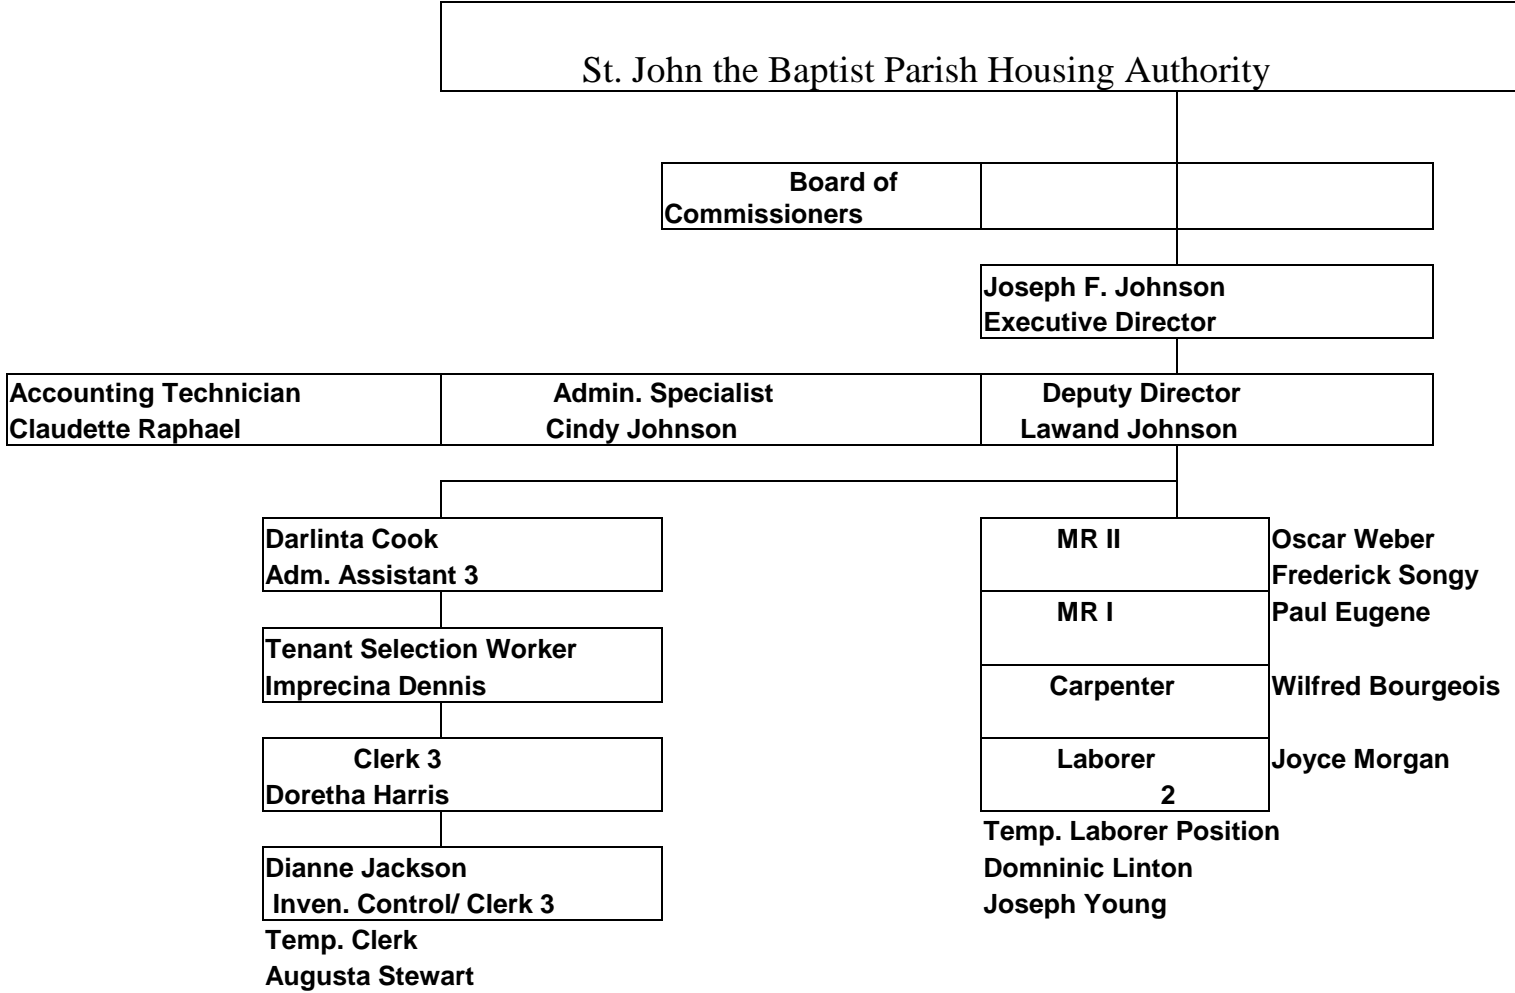 St. John the Baptist Parish Housing Authority
Board of
Commissioners
Joseph F. Johnson
Executive Director
Accounting Technician
Claudette Raphael
Admin. Specialist
Cindy Johnson
Deputy Director
Lawand Johnson
Darlinta Cook
Adm. Assistant 3
Tenant Selection Worker
Imprecina Dennis
Clerk 3
Doretha Harris
Dianne Jackson
Inven. Control/ Clerk 3
Temp. Clerk
Augusta Stewart
MR II
Oscar Weber
Frederick Songy
MR I
Paul Eugene
Carpenter
Wilfred Bourgeois
Laborer
2
Joyce Morgan
Temp. Laborer Position
Domninic Linton
Joseph Young